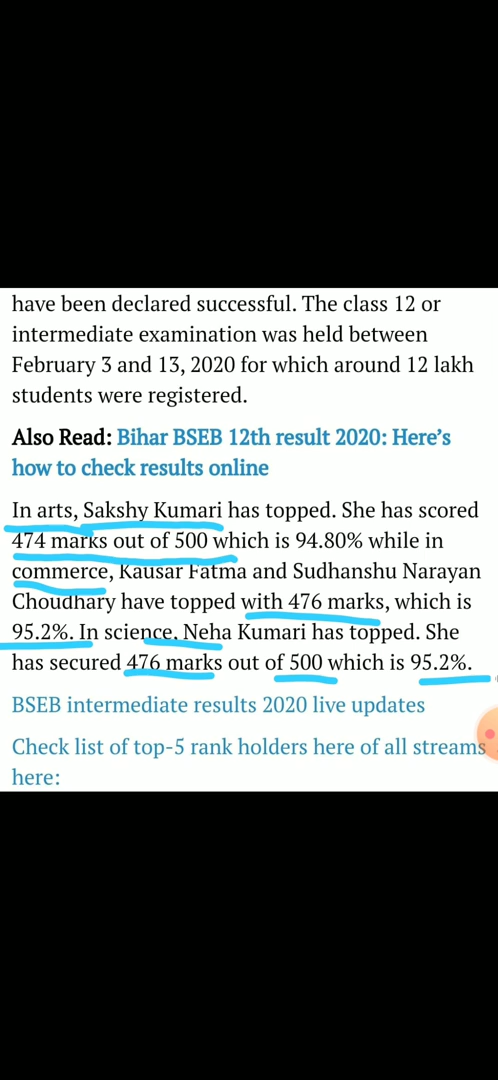 have been declared successful. The class 12 or
intermediate examination was held between
February 3 and 13, 2020 for which around 12 lakh
students were registered.
Also Read: Bihar BSEB 12th result 2020: Here’s
how to check results online
In arts, Sakshy Kumari has topped. She has scored
474 marks out of 500 which is 94.80% while in
commerce, Kausar Fatma and Sudhanshu Narayan
Choudhary have topped with 476 marks, which is
95.2%. In science, Neha Kumari has topped. She
has secured 476 marks out of 500 which is 95.2%.
BSEB intermediate results 2020 live updates
Check list of top-5 rank holders here of all streams
here: